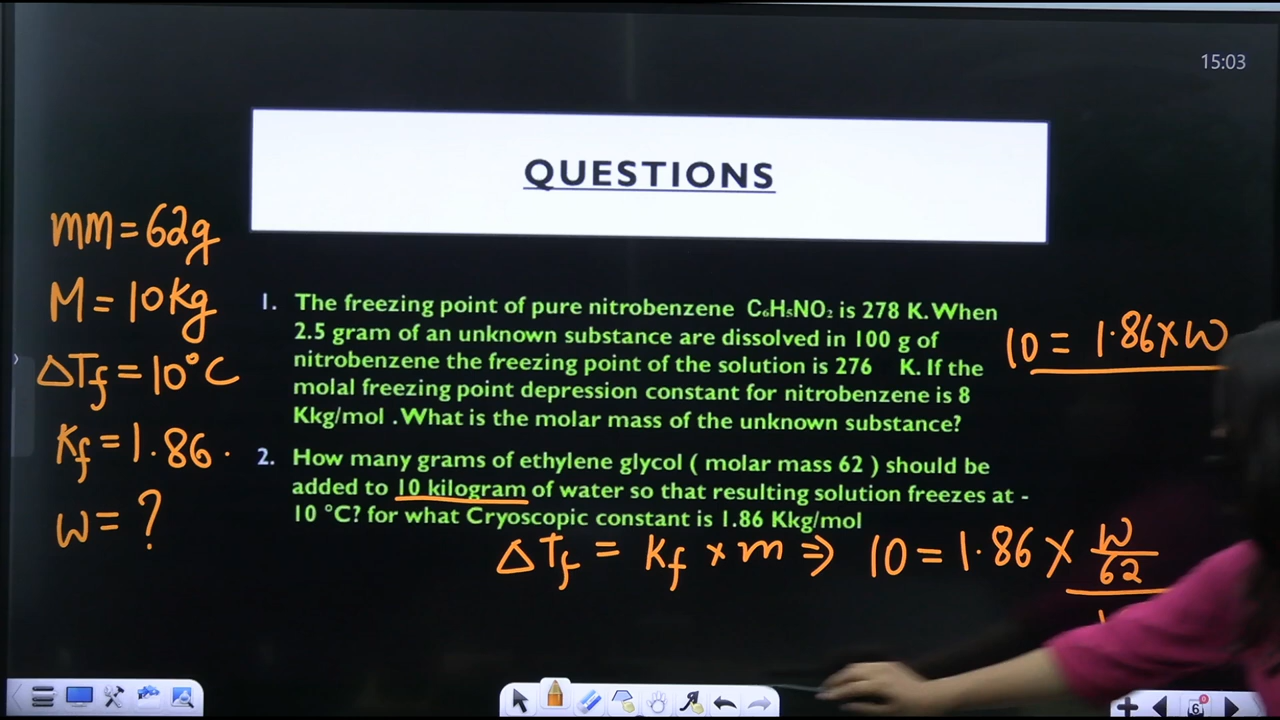 15:03
QUESTIONS
mm = 62g
M = 10kg
ΔTf = 10°C
Kf = 1.86.
w = ?
1. The freezing point of pure nitrobenzene C₆H₅NO₂ is 278 K. When
2.5 gram of an unknown substance are dissolved in 100 g of
nitrobenzene the freezing point of the solution is 276 K. If the
molal freezing point depression constant for nitrobenzene is 8
Kkg/mol .What is the molar mass of the unknown substance?
2. How many grams of ethylene glycol ( molar mass 62 ) should be
added to 10 kilogram of water so that resulting solution freezes at -
10 °C? for what Cryoscopic constant is 1.86 Kkg/mol
10 = 1.86×w
ΔTf = Kf × m ⇒ 10 = 1.86 × w
62
6